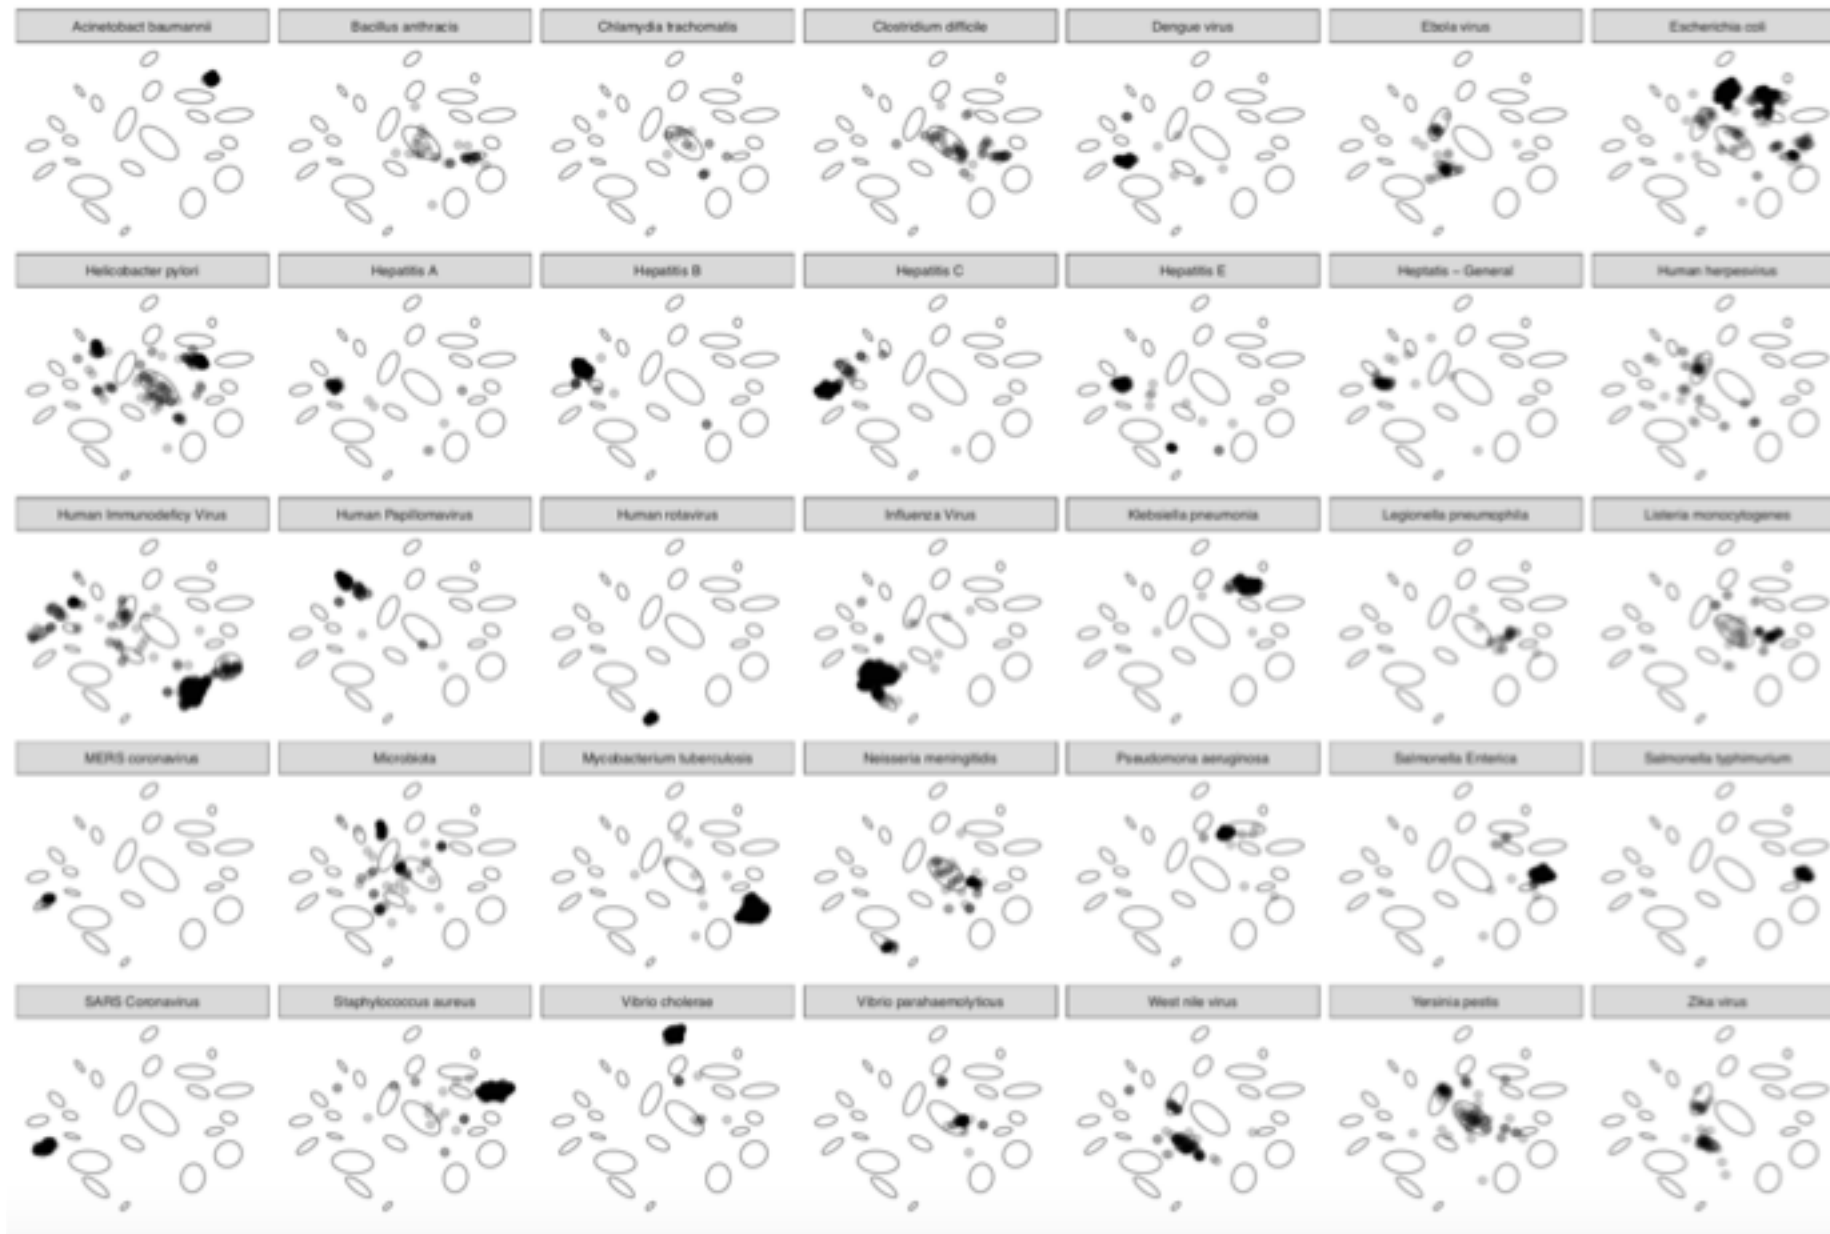 Acinetobact baumannii
Bacillus anthracis
Chlamydia trachomatis
Clostridium difficile
Dengue virus
Ebola virus
Escherichia coli
Helicobacter pylori
Hepatitis A
Hepatitis B
Hepatitis C
Hepatitis E
Heptatis - General
Human herpesvirus
Human Immunodeficy Virus
Human Papillomavirus
Human rotavirus
Influenza Virus
Klebsiella pneumonia
Legionella pneumophila
Listeria monocytogenes
MERS coronavirus
Microbiota
Mycobacterium tuberculosis
Neisseria meningitidis
Pseudomona aeruginosa
Salmonella Enterica
Salmonella typhimurium
SARS Coronavirus
Staphylococcus aureus
Vibrio cholerae
Vibrio parahaemolyticus
West nile virus
Yersinia pestis
Zika virus